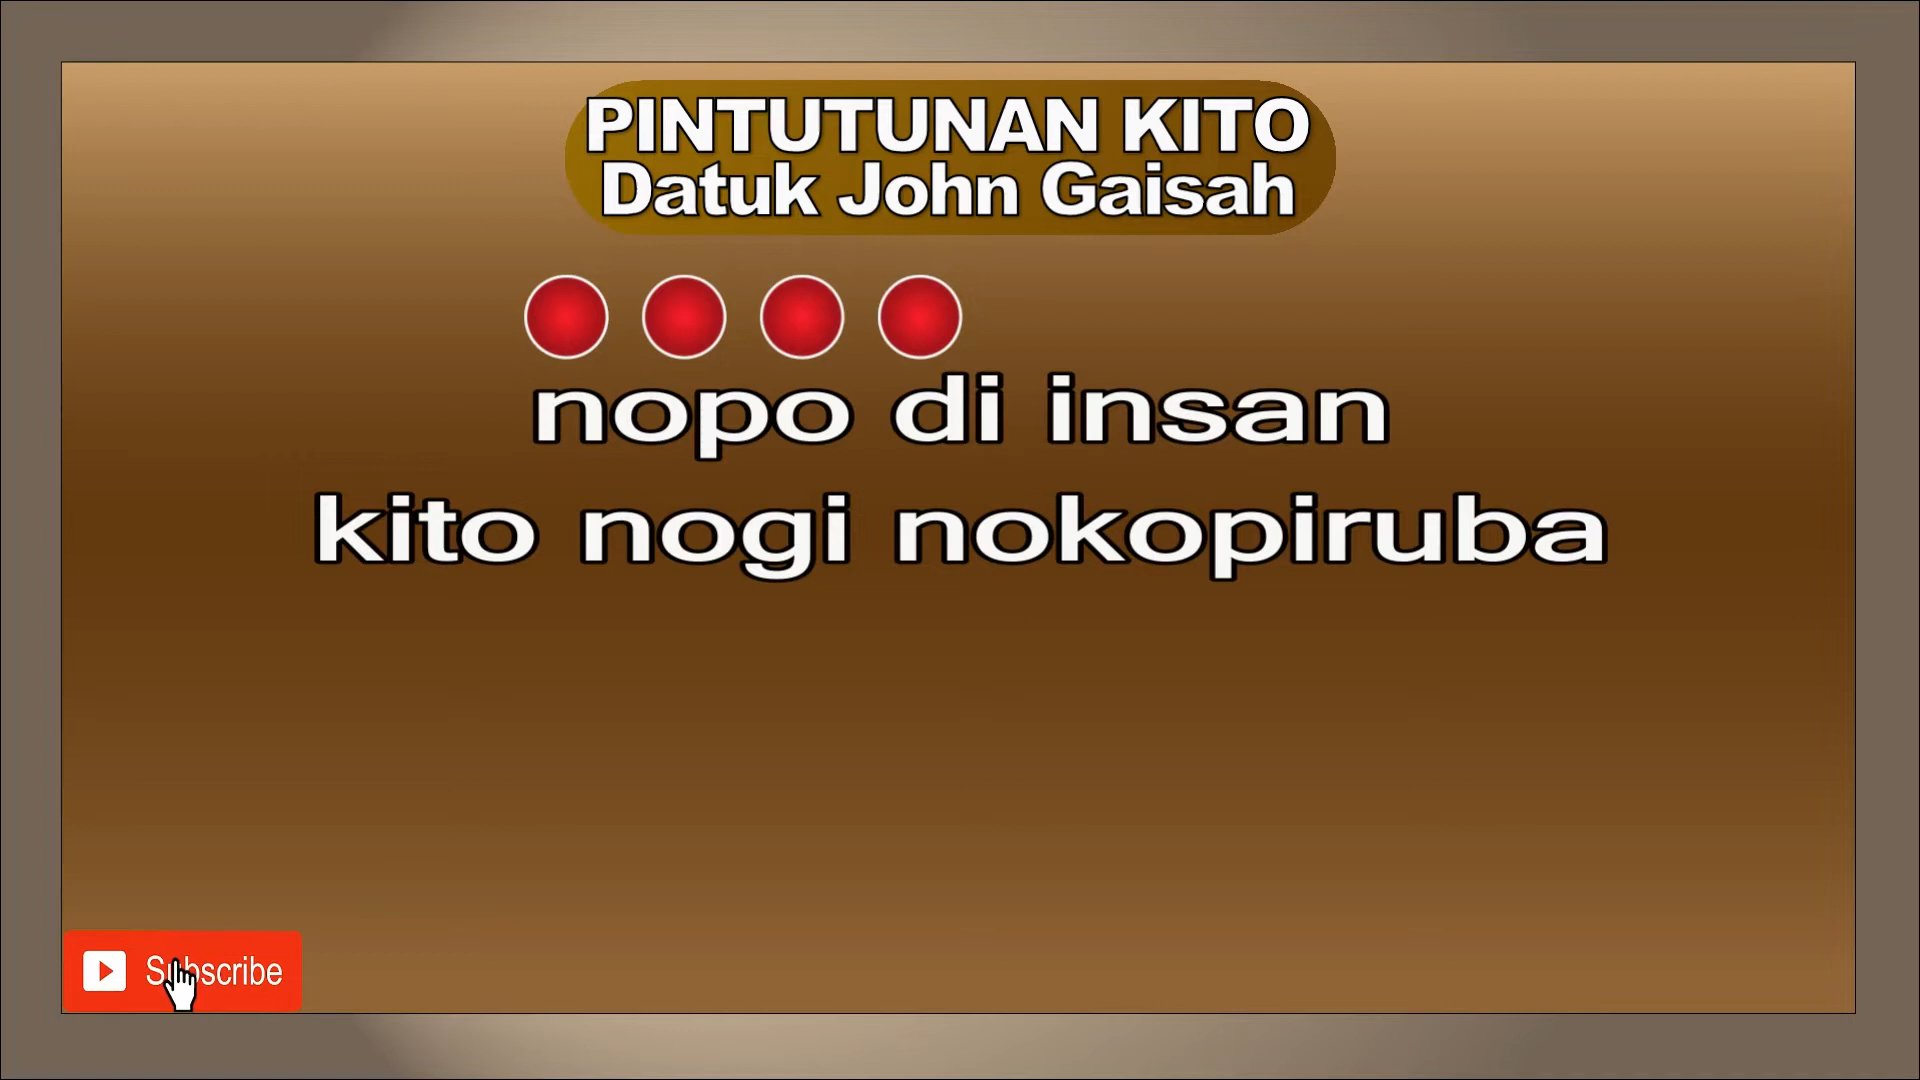 PINTUTUNAN KITO
Datuk John Gaisah
nopo di insan
kito nogi nokopiruba
Subscribe